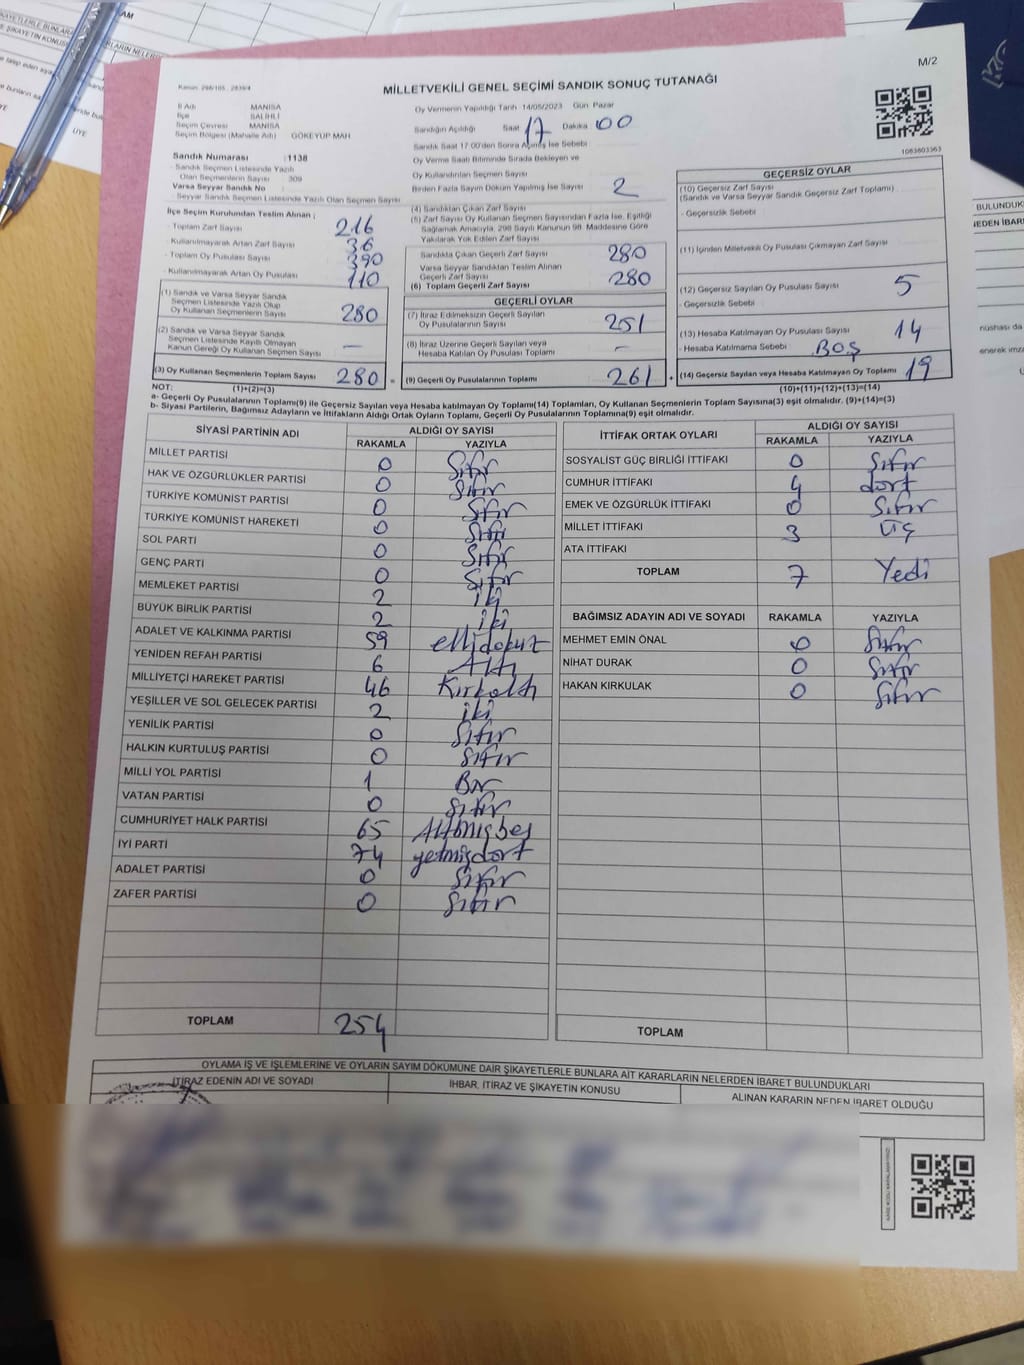 M/2
Kanun: 298/105 , 2839/4
MİLLETVEKİLİ GENEL SEÇİMİ SANDIK SONUÇ TUTANAĞI
İl Adı MANİSA
İlçe SALİHLİ
Seçim Çevresi MANİSA
Seçim Bölgesi (Mahalle Adı) GÖKEYÜP MAH
Sandık Numarası :1138
- Sandık Seçmen Listesinde Yazılı
Olan Seçmenlerin Sayısı 309
Varsa Seyyar Sandık No
- Seyyar Sandık Seçmen Listesinde Yazılı Olan Seçmen Sayısı
Oy Vermenin Yapıldığı Tarih 14/05/2023 Gün Pazar
Sandığın Açıldığı Saat 17 Dakika 00
Sandık Saat 17:00'den Sonra Açılmış İse Sebebi
Oy Verme Saati Bitiminde Sırada Bekleyen ve
Oy Kullandırılan Seçmen Sayısı
Birden Fazla Sayım Döküm Yapılmış İse Sayısı 2
1083803363
İlçe Seçim Kurulundan Teslim Alınan ;
- Toplam Zarf Sayısı 216
- Kullanılmayarak Artan Zarf Sayısı 36
- Toplam Oy Pusulası Sayısı 390
- Kullanılmayarak Artan Oy Pusulası 110
(1) Sandık ve Varsa Seyyar Sandık
Seçmen Listesinde Yazılı Olup
Oy Kullanan Seçmenlerin Sayısı 280
(2) Sandık ve Varsa Seyyar Sandık
Seçmen Listesinde Kayıtlı Olmayan
Kanun Gereği Oy Kullanan Seçmen Sayısı —
(3) Oy Kullanan Seçmenlerin Toplam Sayısı 280 =
(4) Sandıktan Çıkan Zarf Sayısı
(5) Zarf Sayısı Oy Kullanan Seçmen Sayısından Fazla İse, Eşitliği
Sağlamak Amacıyla, 298 Sayılı Kanunun 98. Maddesine Göre
Yakılarak Yok Edilen Zarf Sayısı
Sandıkta Çıkan Geçerli Zarf Sayısı 280
Varsa Seyyar Sandıktan Teslim Alınan
Geçerli Zarf Sayısı
(6) Toplam Geçerli Zarf Sayısı 280
GEÇERLİ OYLAR
(7) İtiraz Edilmeksizin Geçerli Sayılan
Oy Pusulalarının Sayısı 251
(8) İtiraz Üzerine Geçerli Sayılan veya
Hesaba Katılan Oy Pusulası Toplamı –
(9) Geçerli Oy Pusulalarının Toplamı 261 +
GEÇERSİZ OYLAR
(10) Geçersiz Zarf Sayısı
(Sandık ve Varsa Seyyar Sandık Geçersiz Zarf Toplamı)
- Geçersizlik Sebebi
(11) İçinden Milletvekili Oy Pusulası Çıkmayan Zarf Sayısı
(12) Geçersiz Sayılan Oy Pusulası Sayısı 5
- Geçersizlik Sebebi
(13) Hesaba Katılmayan Oy Pusulası Sayısı 14
- Hesaba Katılmama Sebebi BOŞ
(14) Geçersiz Sayılan veya Hesaba Katılmayan Oy Toplamı 19
NOT: (1)+(2)=(3) (10)+(11)+(12)+(13)=(14)
a- Geçerli Oy Pusulalarının Toplamı(9) ile Geçersiz Sayılan veya Hesaba katılmayan Oy Toplamı(14) Toplamları, Oy Kullanan Seçmenlerin Toplam Sayısına(3) eşit olmalıdır. (9)+(14)=(3)
b- Siyasi Partilerin, Bağımsız Adayların ve İttifakların Aldığı Ortak Oyların Toplamı, Geçerli Oy Pusulalarının Toplamına(9) eşit olmalıdır.
SİYASİ PARTİNİN ADI ALDIĞI OY SAYISI
RAKAMLA YAZIYLA
MİLLET PARTİSİ 0 Sıfır
HAK VE ÖZGÜRLÜKLER PARTİSİ 0 Sıfır
TÜRKİYE KOMÜNİST PARTİSİ 0 Sıfır
TÜRKİYE KOMÜNİST HAREKETİ 0 Sıfır
SOL PARTİ 0 Sıfır
GENÇ PARTİ 0 Sıfır
MEMLEKET PARTİSİ 2 iki
BÜYÜK BİRLİK PARTİSİ 2 iki
ADALET VE KALKINMA PARTİSİ 59 ellidokuz
YENİDEN REFAH PARTİSİ 6 Altı
MİLLİYETÇİ HAREKET PARTİSİ 46 Kırkaltı
YEŞİLLER VE SOL GELECEK PARTİSİ 2 iki
YENİLİK PARTİSİ 0 Sıfır
HALKIN KURTULUŞ PARTİSİ 0 Sıfır
MİLLİ YOL PARTİSİ 1 Bir
VATAN PARTİSİ 0 Sıfır
CUMHURİYET HALK PARTİSİ 65 Altmışbeş
İYİ PARTİ 74 yetmişdört
ADALET PARTİSİ 0 Sıfır
ZAFER PARTİSİ 0 Sıfır
TOPLAM 254
İTTİFAK ORTAK OYLARI ALDIĞI OY SAYISI
RAKAMLA YAZIYLA
SOSYALİST GÜÇ BİRLİĞİ İTTİFAKI 0 Sıfır
CUMHUR İTTİFAKI 4 dört
EMEK VE ÖZGÜRLÜK İTTİFAKI 0 Sıfır
MİLLET İTTİFAKI 3 üç
ATA İTTİFAKI
TOPLAM 7 Yedi
BAĞIMSIZ ADAYIN ADI VE SOYADI RAKAMLA YAZIYLA
MEHMET EMİN ÖNAL 0 Sıfır
NİHAT DURAK 0 Sıfır
HAKAN KIRKULAK 0 Sıfır
TOPLAM
OYLAMA İŞ VE İŞLEMLERİNE VE OYLARIN SAYIM DÖKÜMÜNE DAİR ŞİKAYETLERLE BUNLARA AİT KARARLARIN NELERDEN İBARET BULUNDUKLARI
İTİRAZ EDENİN ADI VE SOYADI İHBAR, İTİRAZ VE ŞİKAYETİN KONUSU ALINAN KARARIN NEDEN İBARET OLDUĞU